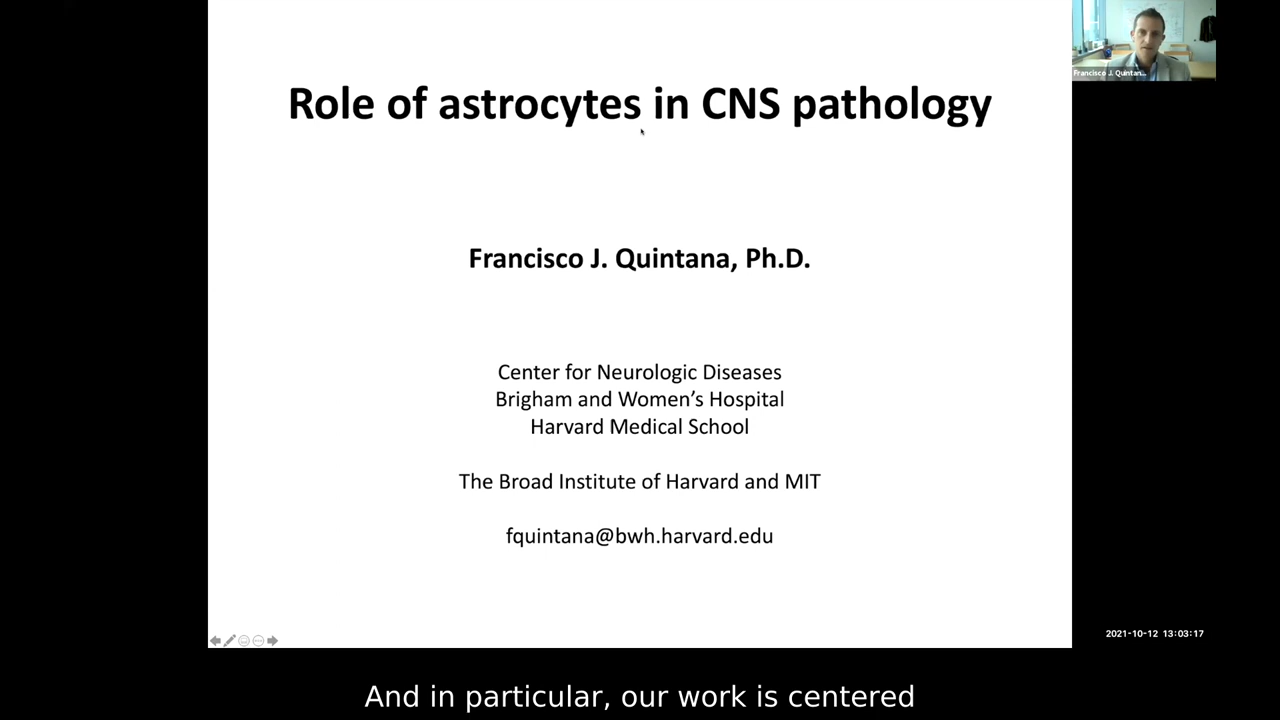 Role of astrocytes in CNS pathology
Francisco J. Quintan...
Francisco J. Quintana, Ph.D.
Center for Neurologic Diseases
Brigham and Women’s Hospital
Harvard Medical School
The Broad Institute of Harvard and MIT
fquintana@bwh.harvard.edu
2021-10-12 13:03:17
And in particular, our work is centered